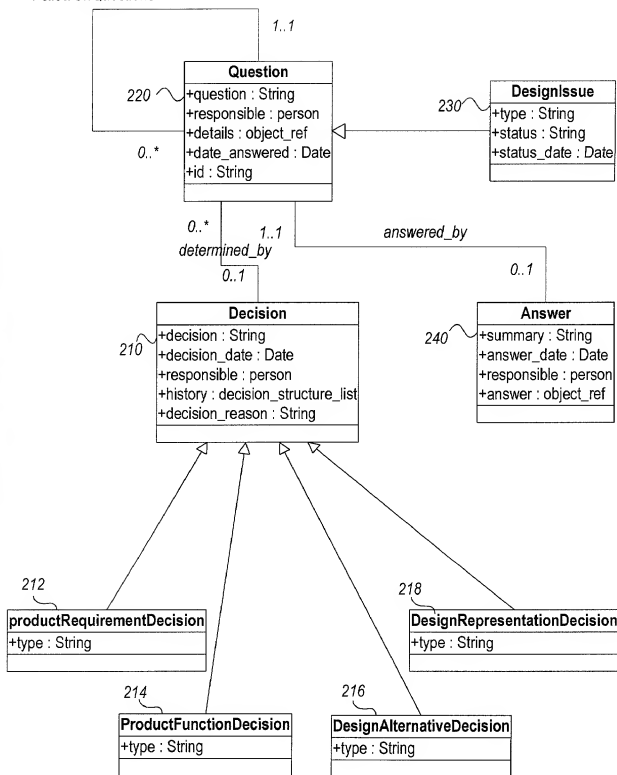 1..1
Question
220
+question : String
+responsible : person
+details : object_ref
+date_answered : Date
+id : String
0..*
DesignIssue
230
+type : String
+status : String
+status_date : Date
0..*
1..1
answered_by
determined_by
0..1
0..1
Decision
210
+decision : String
+decision_date : Date
+responsible : person
+history : decision_structure_list
+decision_reason : String
Answer
240
+summary : String
+answer_date : Date
+responsible : person
+answer : object_ref
212
productRequirementDecision
+type : String
218
DesignRepresentationDecision
+type : String
214
ProductFunctionDecision
+type : String
216
DesignAlternativeDecision
+type : String